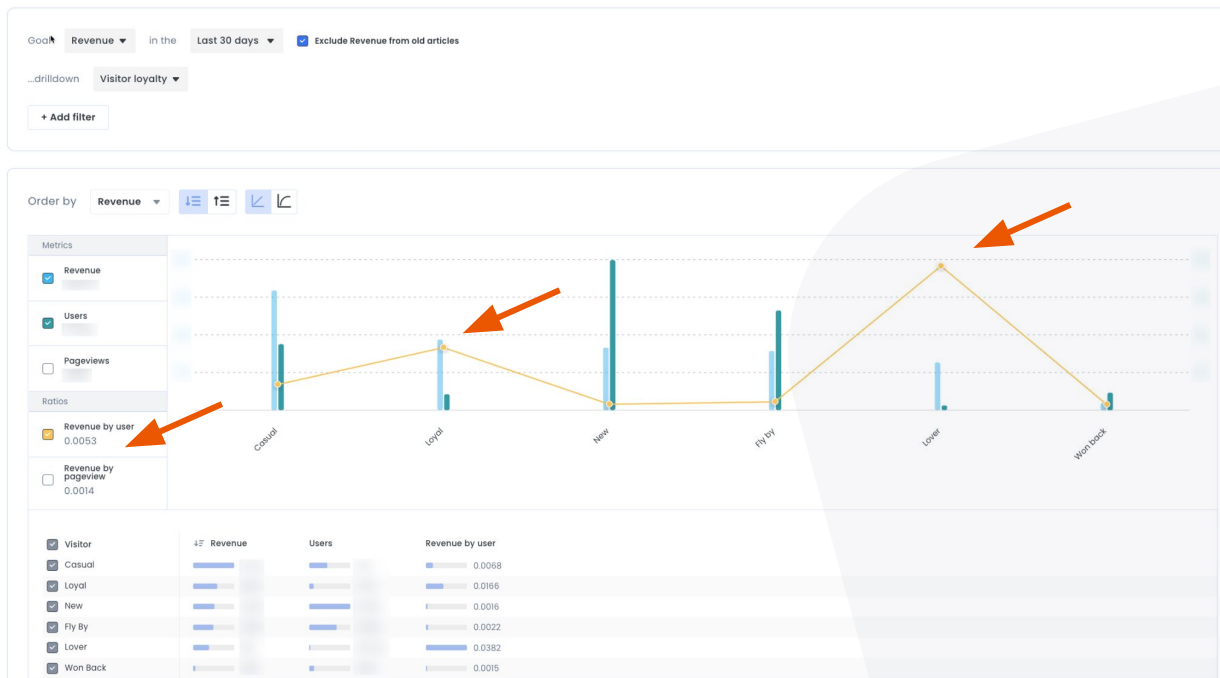 Goal Revenue in the Last 30 days Exclude Revenue from old articles
...drilldown Visitor loyalty
+ Add filter
Order by Revenue
Metrics
Revenue
Users
Pageviews
Ratios
Revenue by user
0.0053
Revenue by
pageview
0.0014
Casual Loyal New Fly by Lover Won back
Visitor Revenue Users Revenue by user
Casual 0.0068
Loyal 0.0166
New 0.0016
Fly By 0.0022
Lover 0.0382
Won Back 0.0015